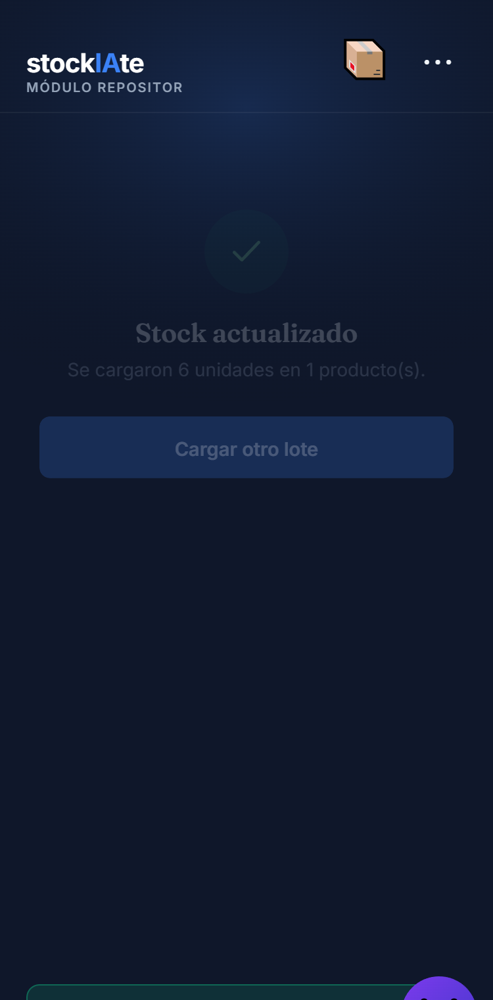 stockIAte
MÓDULO REPOSITOR
Stock actualizado
Se cargaron 6 unidades en 1 producto(s).
Cargar otro lote